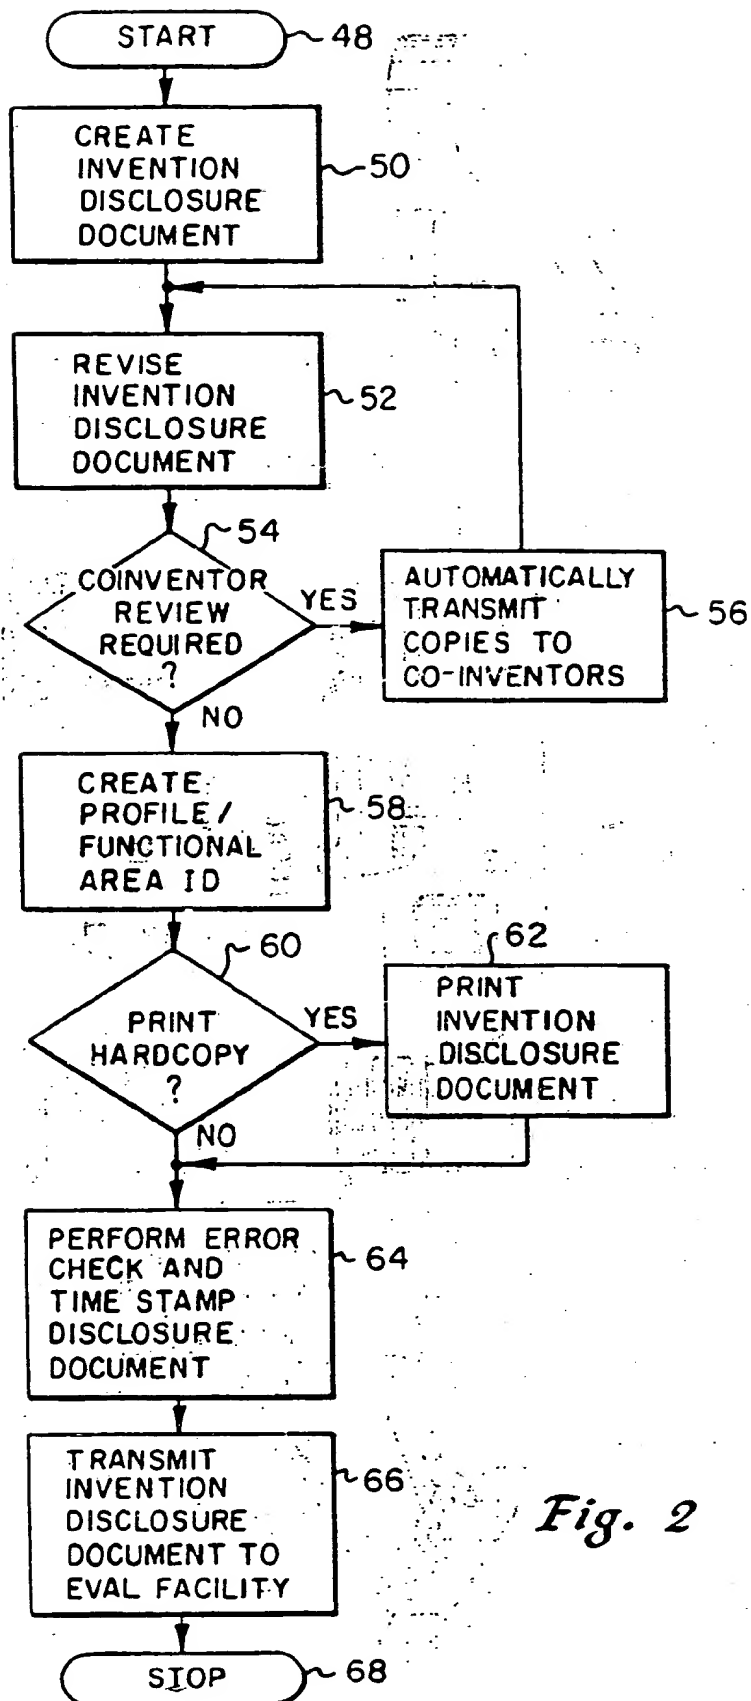 START
48
CREATE
INVENTION
DISCLOSURE
DOCUMENT
50
REVISE
INVENTION
DISCLOSURE
DOCUMENT
52
54
COINVENTOR
REVIEW
REQUIRED
?
YES
AUTOMATICALLY
TRANSMIT
COPIES TO
CO-INVENTORS
56
NO
CREATE
PROFILE/
FUNCTIONAL
AREA ID
58
60
PRINT
HARDCOPY
?
YES
62
PRINT
INVENTION
DISCLOSURE
DOCUMENT
NO
PERFORM ERROR
CHECK AND
TIME STAMP
DISCLOSURE
DOCUMENT
64
TRANSMIT
INVENTION
DISCLOSURE
DOCUMENT TO
EVAL FACILITY
66
Fig. 2
STOP
68